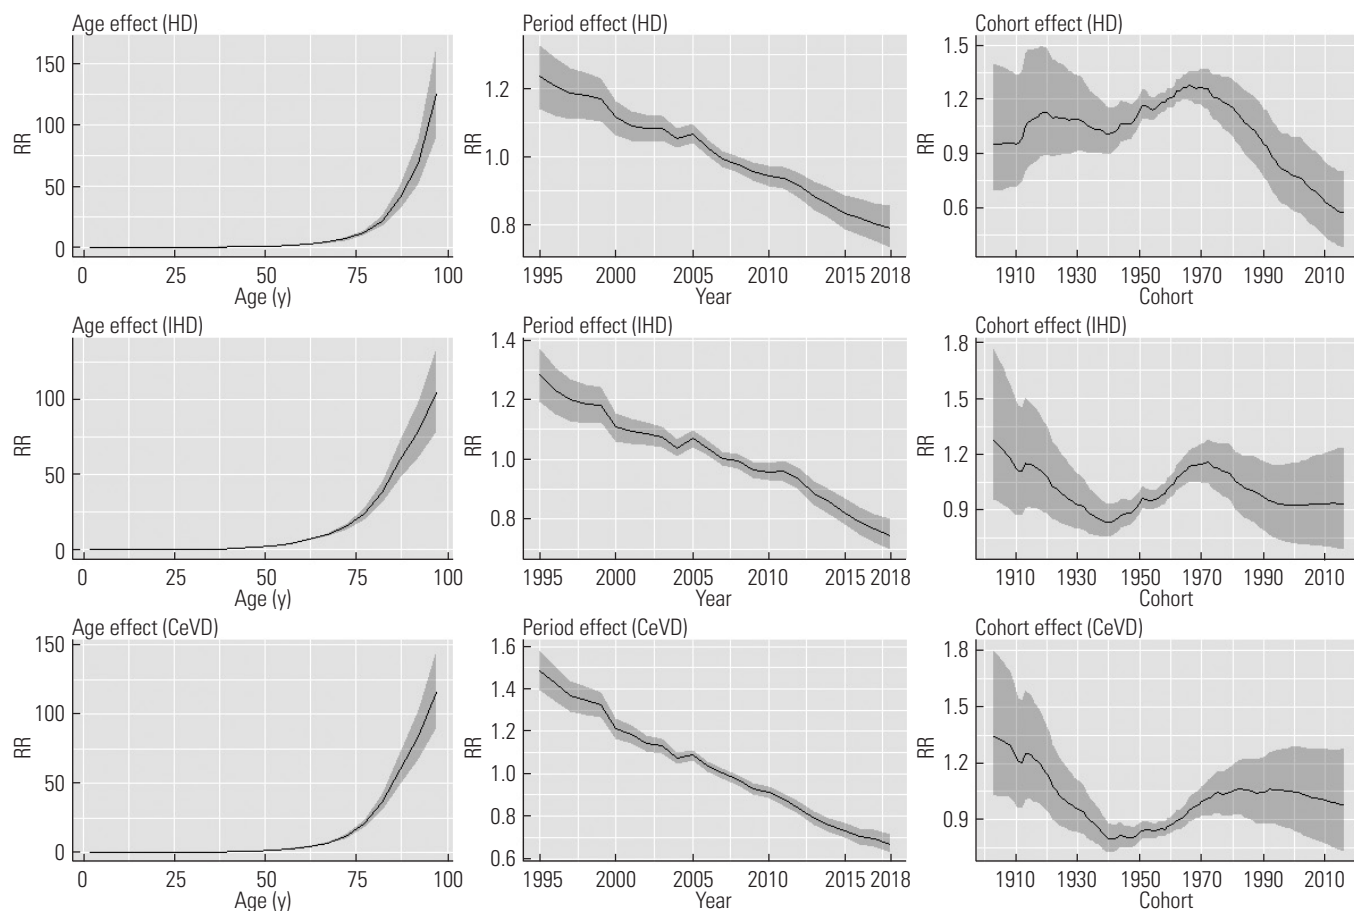 Age effect (HD)
150
100
50
0
RR
0 25 50 75 100
Age (y)
Period effect (HD)
1.2
1.0
0.8
RR
1995 2000 2005 2010 2015 2018
Year
Cohort effect (HD)
1.5
1.2
0.9
0.6
RR
1910 1930 1950 1970 1990 2010
Cohort
Age effect (IHD)
100
50
0
RR
0 25 50 75 100
Age (y)
Period effect (IHD)
1.4
1.2
1.0
0.8
RR
1995 2000 2005 2010 2015 2018
Year
Cohort effect (IHD)
1.8
1.5
1.2
0.9
RR
1910 1930 1950 1970 1990 2010
Cohort
Age effect (CeVD)
150
100
50
0
RR
0 25 50 75 100
Age (y)
Period effect (CeVD)
1.6
1.4
1.2
1.0
0.8
0.6
RR
1995 2000 2005 2010 2015 2018
Year
Cohort effect (CeVD)
1.8
1.5
1.2
0.9
RR
1910 1930 1950 1970 1990 2010
Cohort